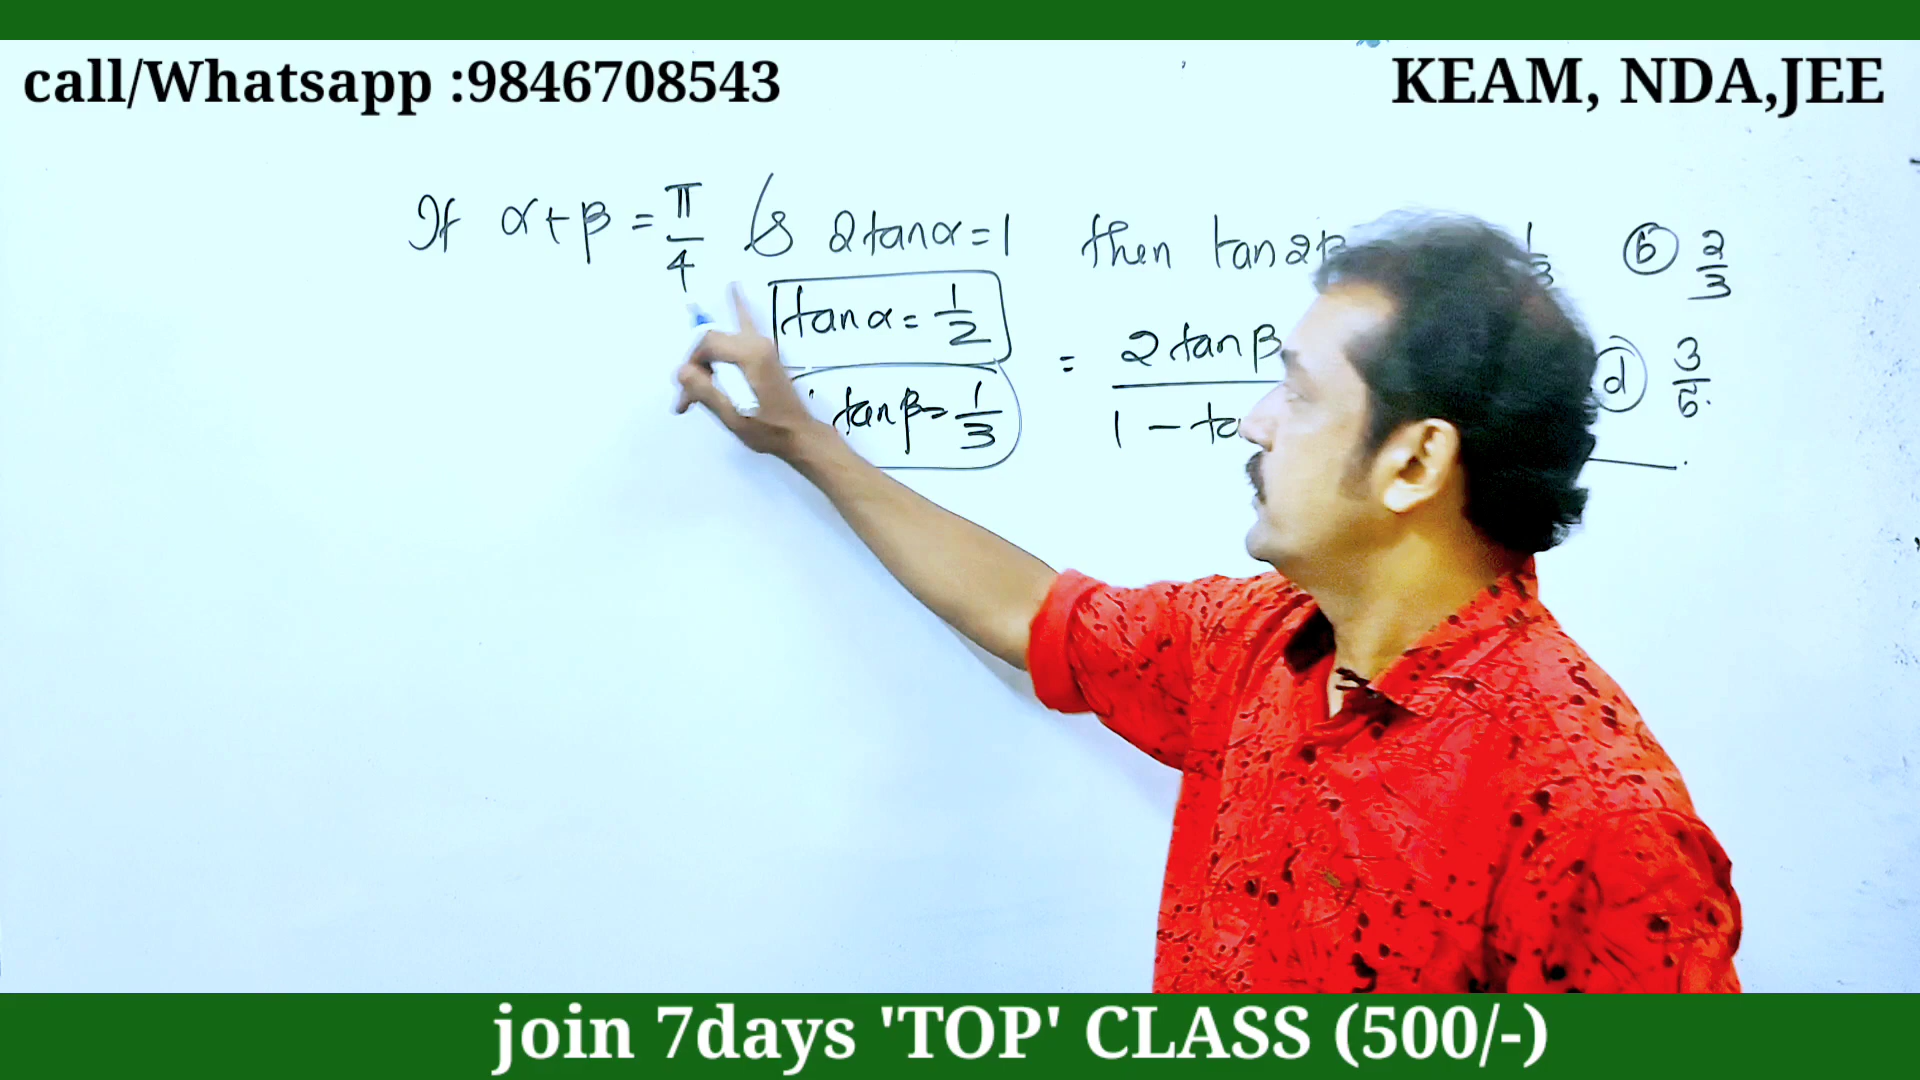 call/Whatsapp :9846708543
KEAM, NDA,JEE
If α+β = π/4 & 2tanα=1 then tan2β
ⓑ 2/3
tanα= 1/2
= 2tanβ
1 –
tanβ= 1/3
ⓓ 3/5.
join 7days 'TOP' CLASS (500/-)